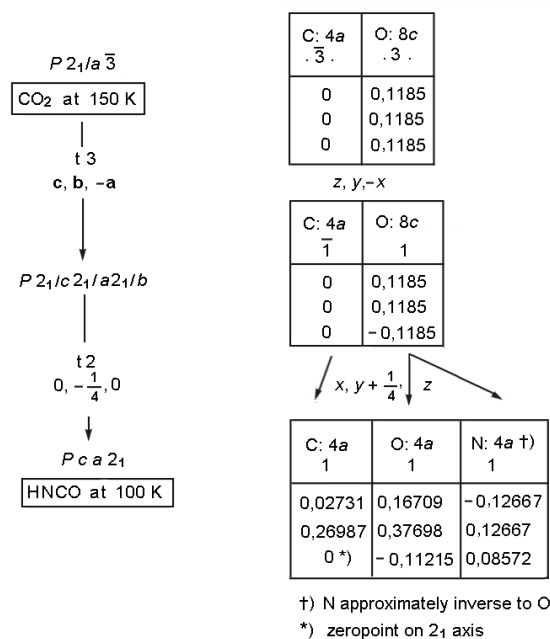 P 2₁/a 3̅
CO₂ at 150 K
t 3
c, b, -a
P 2₁/c 2₁/a2₁/b
t 2
0, -1/4, 0
P c a 2₁
HNCO at 100 K
C: 4a O: 8c
. 3̅ . .3 .
0 0,1185
0 0,1185
0 0,1185
z, y,-x
C: 4a O: 8c
1̅ 1
0 0,1185
0 0,1185
0 -0,1185
x, y + 1/4, z
C: 4a O: 4a N: 4a †)
1 1 1
0,02731 0,16709 -0,12667
0,26987 0,37698 0,12667
0 *) -0,11215 0,08572
†) N approximately inverse to O
*) zeropoint on 2₁ axis